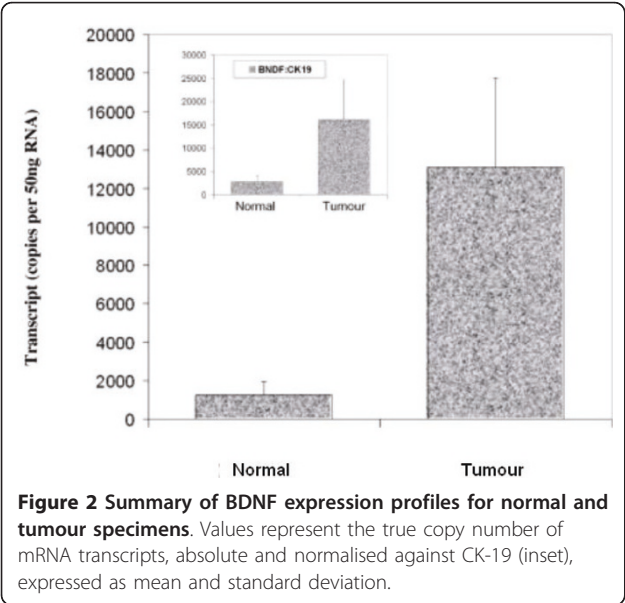 20000
18000
16000
14000
12000
10000
8000
6000
4000
2000
0
Transcript (copies per 50ng RNA)
30000
25000
20000
15000
10000
5000
0
BNDF:CK19
Normal Tumour
Normal Tumour
Figure 2 Summary of BDNF expression profiles for normal and
tumour specimens. Values represent the true copy number of
mRNA transcripts, absolute and normalised against CK-19 (inset),
expressed as mean and standard deviation.